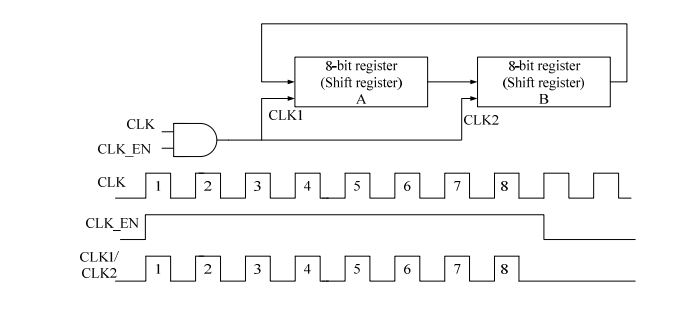 8-bit register
(Shift register)
A
8-bit register
(Shift register)
B
CLK1
CLK2
CLK
CLK_EN
CLK
1 2 3 4 5 6 7 8
CLK_EN
CLK1/
CLK2
1 2 3 4 5 6 7 8